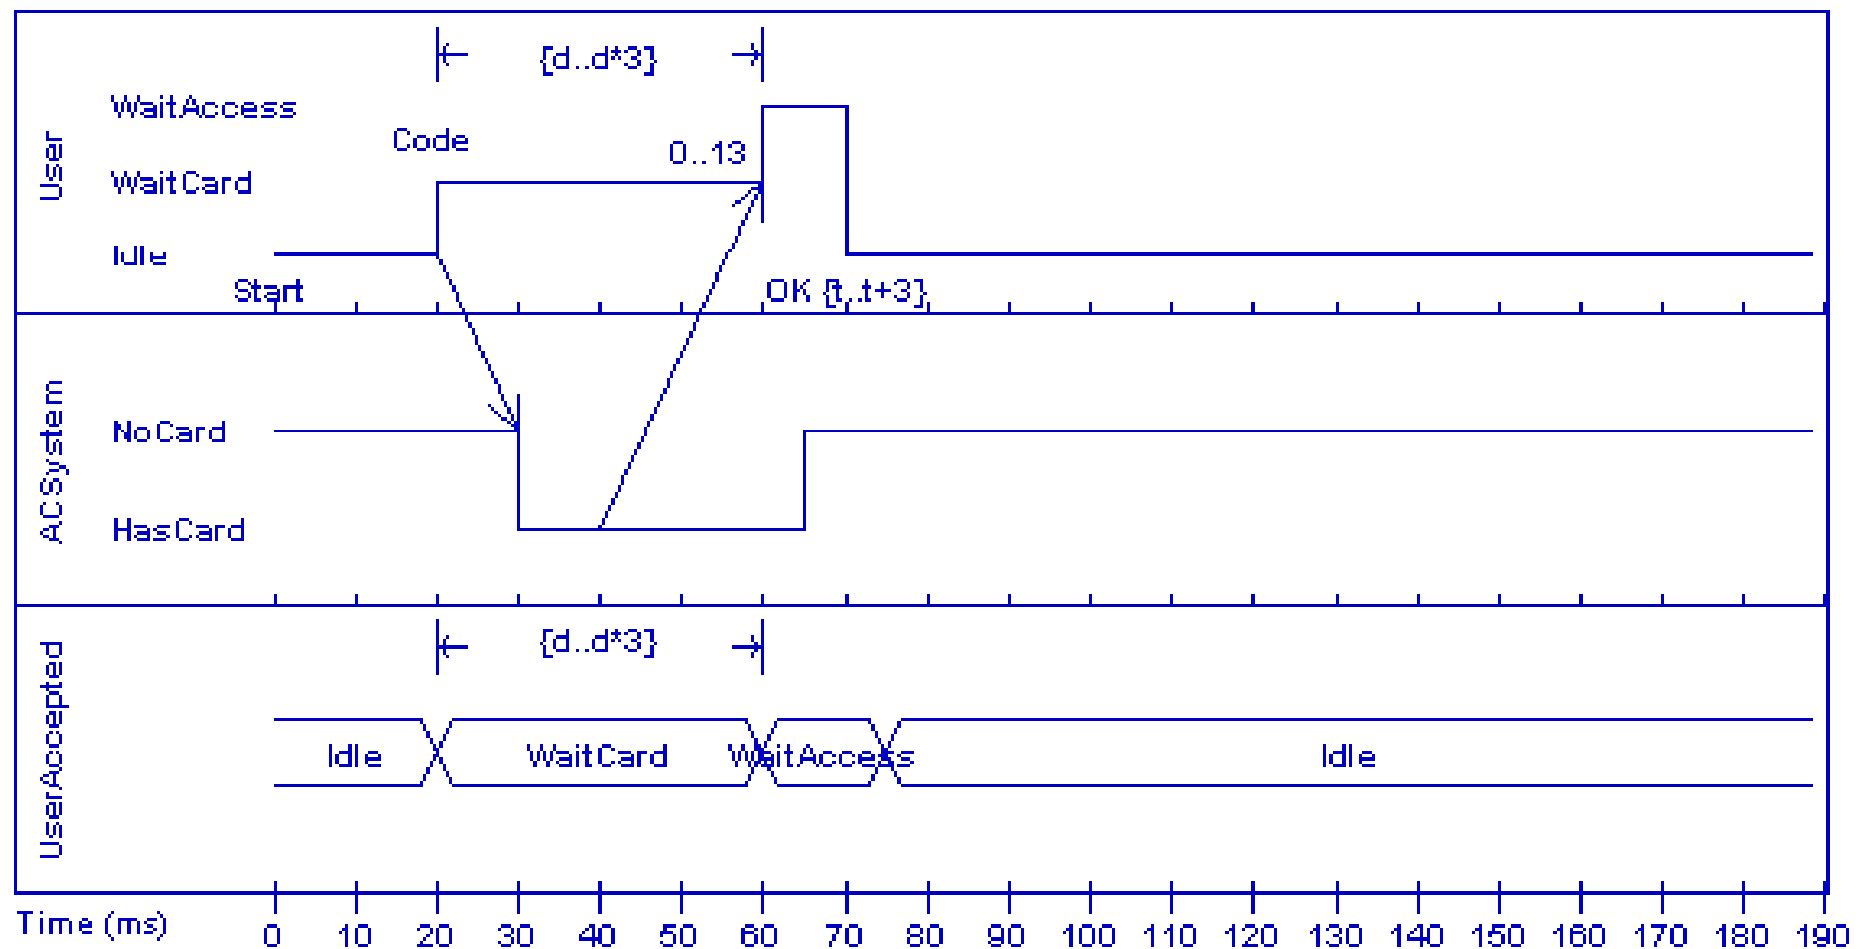 {d..d*3}
WaitAccess
Code
0..13
User
WaitCard
Idle
Start
OK {t..t+3}
ACSystem
NoCard
HasCard
{d..d*3}
UserAccepted
Idle
WaitCard
WaitAccess
Idle
Time (ms)
0 10 20 30 40 50 60 70 80 90 100 110 120 130 140 150 160 170 180 190